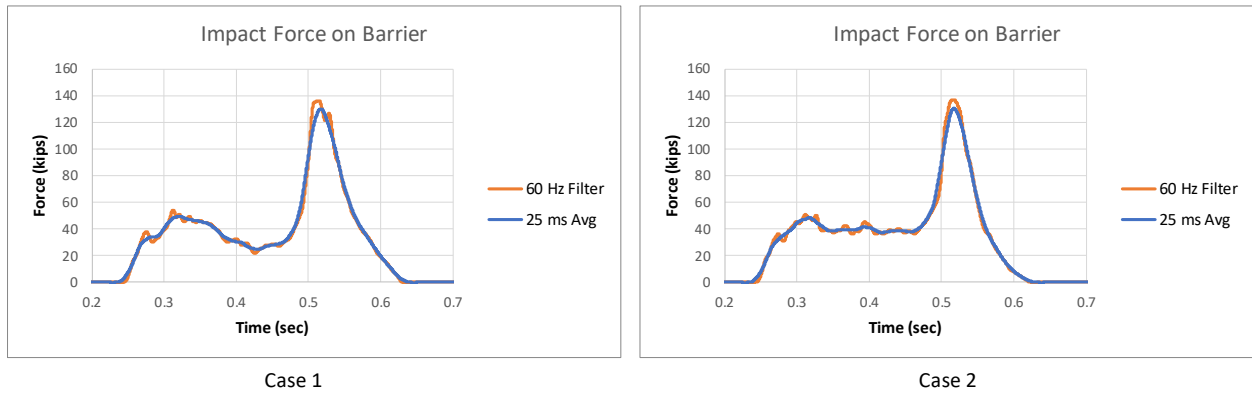 Impact Force on Barrier
160
140
120
100
80
60
40
20
0
Force (kips)
0.2 0.3 0.4 0.5 0.6 0.7
Time (sec)
60 Hz Filter
25 ms Avg
Case 1
Impact Force on Barrier
160
140
120
100
80
60
40
20
0
Force (kips)
0.2 0.3 0.4 0.5 0.6 0.7
Time (sec)
60 Hz Filter
25 ms Avg
Case 2